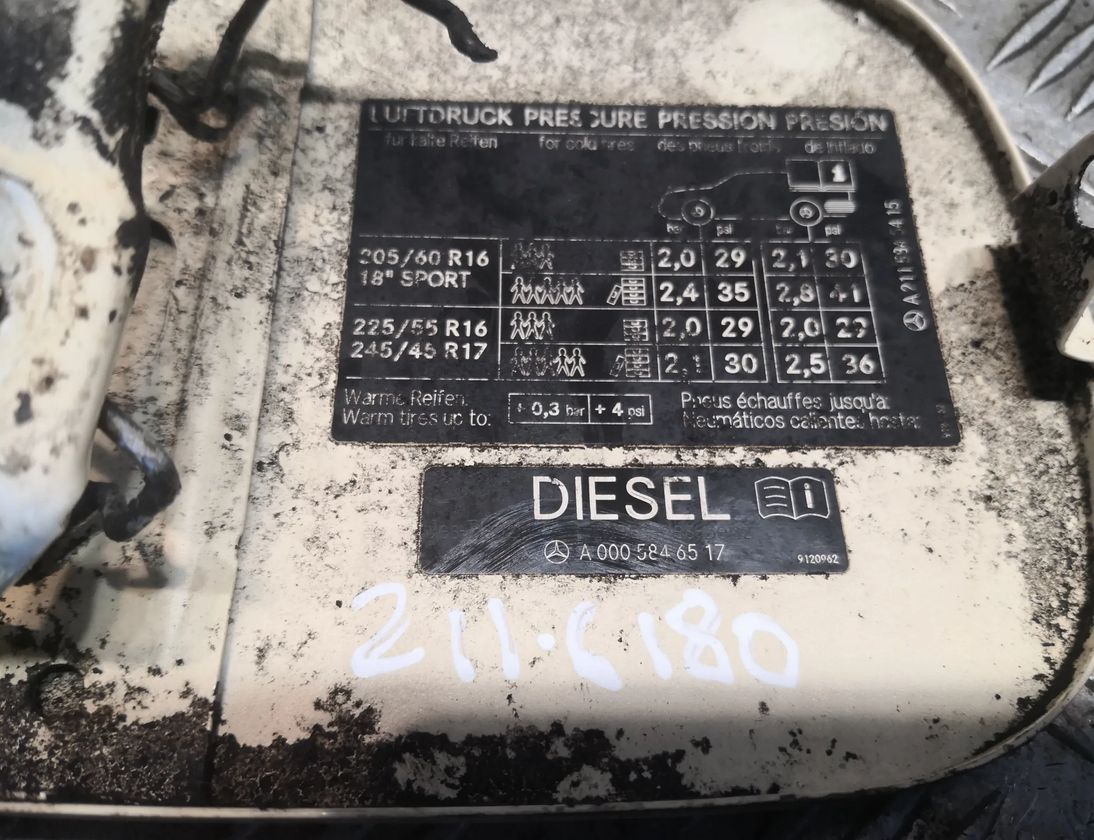 LUFTDRUCK PRESSURE PRESSION PRESIÓN
für kalte Reifen for cold tires des pneus froids de inflado
bar psi bar psi
205/60 R16 2,0 29 2,1 30
18" SPORT 2,4 35 2,8 41
225/55 R16 2,0 29 2,0 29
245/45 R17 2,1 30 2,5 36
Warme Reifen: Pneus échauffes jusqu'a:
Warm tires up to: + 0,3 bar + 4 psi Neumáticos calientes hasta:
A 211 584 15
DIESEL i
A 000 584 65 17 9120962
211.6180